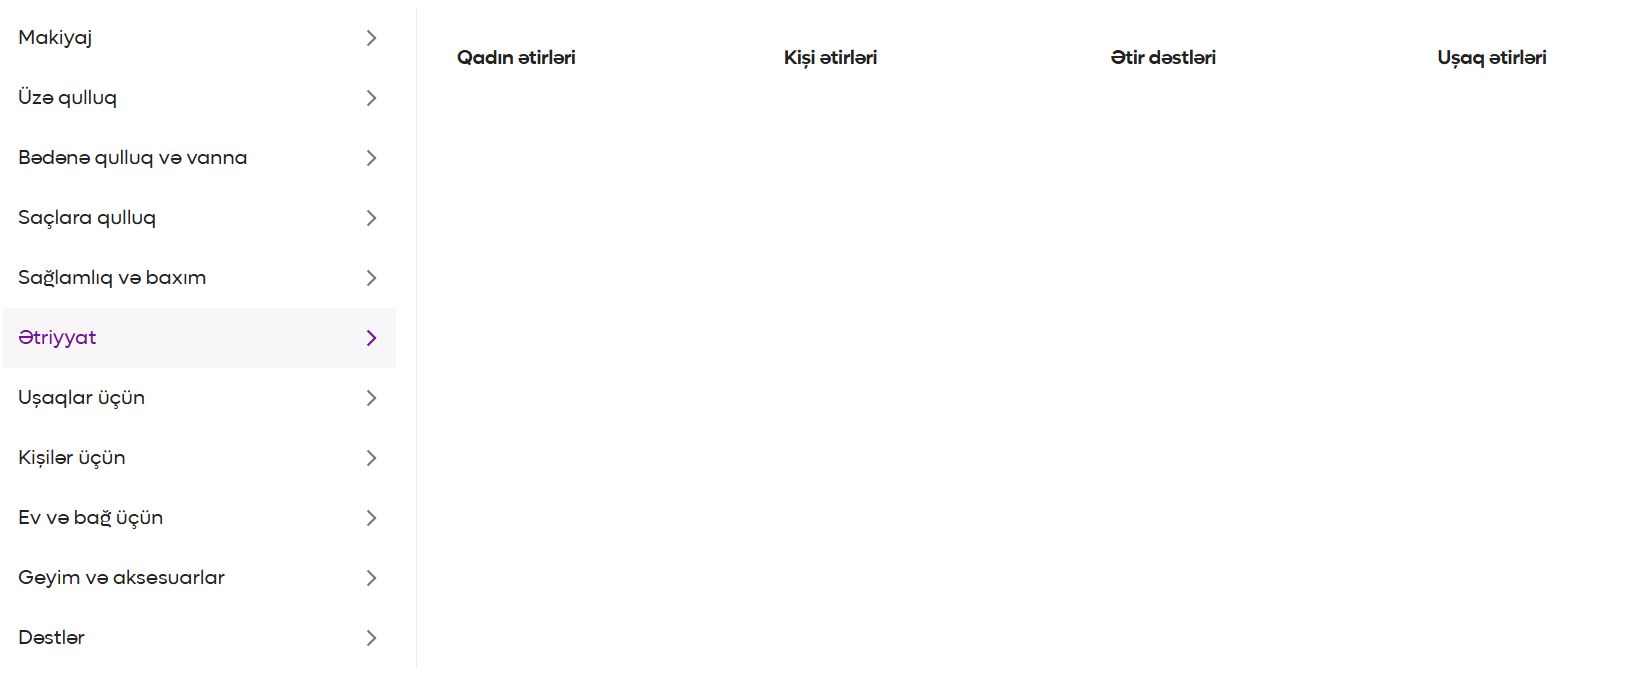 Makiyaj
Üzə qulluq
Bədənə qulluq və vanna
Saçlara qulluq
Sağlamlıq və baxım
Ətriyyat
Uşaqlar üçün
Kişilər üçün
Ev və bağ üçün
Geyim və aksesuarlar
Dəstlər
Qadın ətirləri
Kişi ətirləri
Ətir dəstləri
Uşaq ətirləri